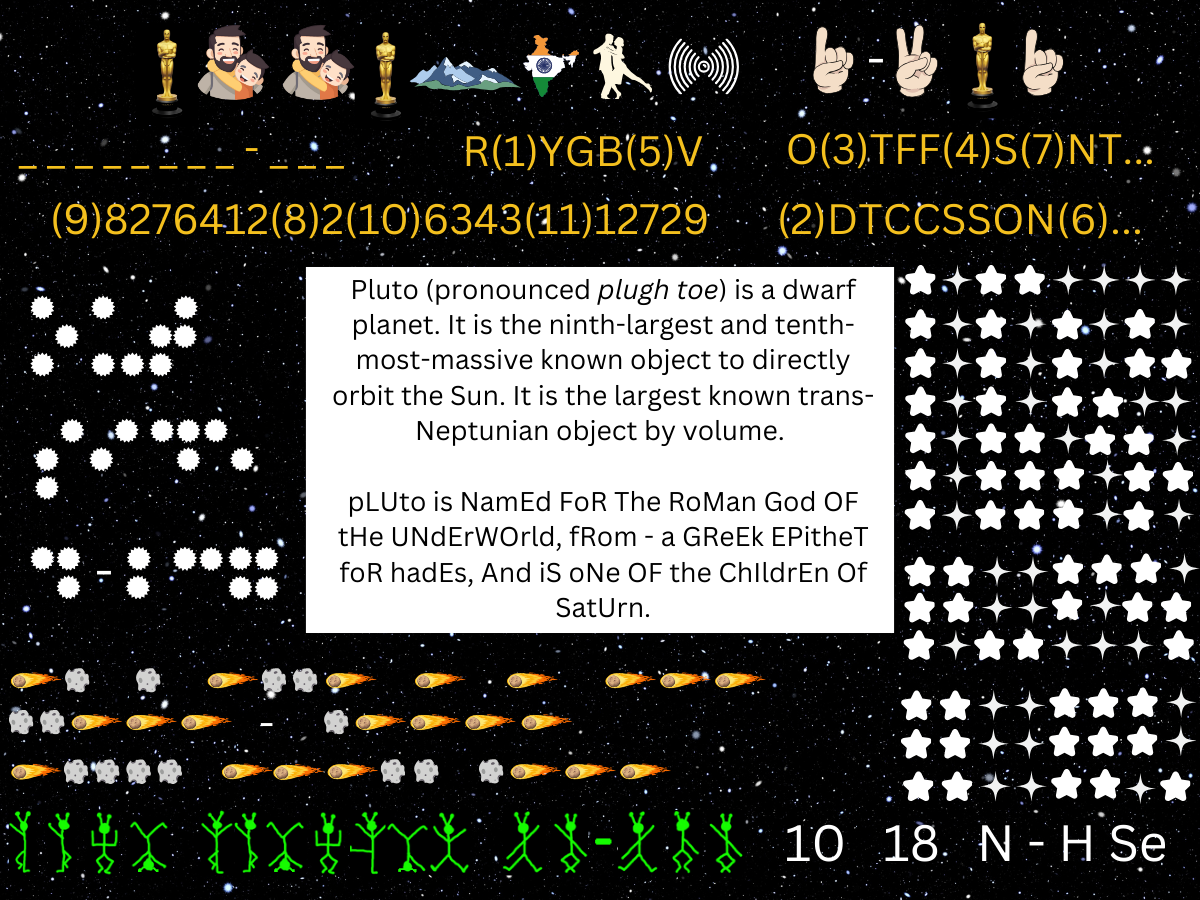 _ _ _ _ _ _ _ _ - _ _ _ R(1)YGB(5)V O(3)TFF(4)S(7)NT...
(9)8276412(8)2(10)6343(11)12729 (2)DTCCSSON(6)...
Pluto (pronounced plugh toe) is a dwarf
planet. It is the ninth-largest and tenth-
most-massive known object to directly
orbit the Sun. It is the largest known trans-
Neptunian object by volume.
pLUto is NamEd FoR The RoMan God OF
tHe UNdErWOrld, fRom - a GReEk EPitheT
foR hadEs, And iS oNe OF the ChIldrEn Of
SatUrn.
10 18 N - H Se